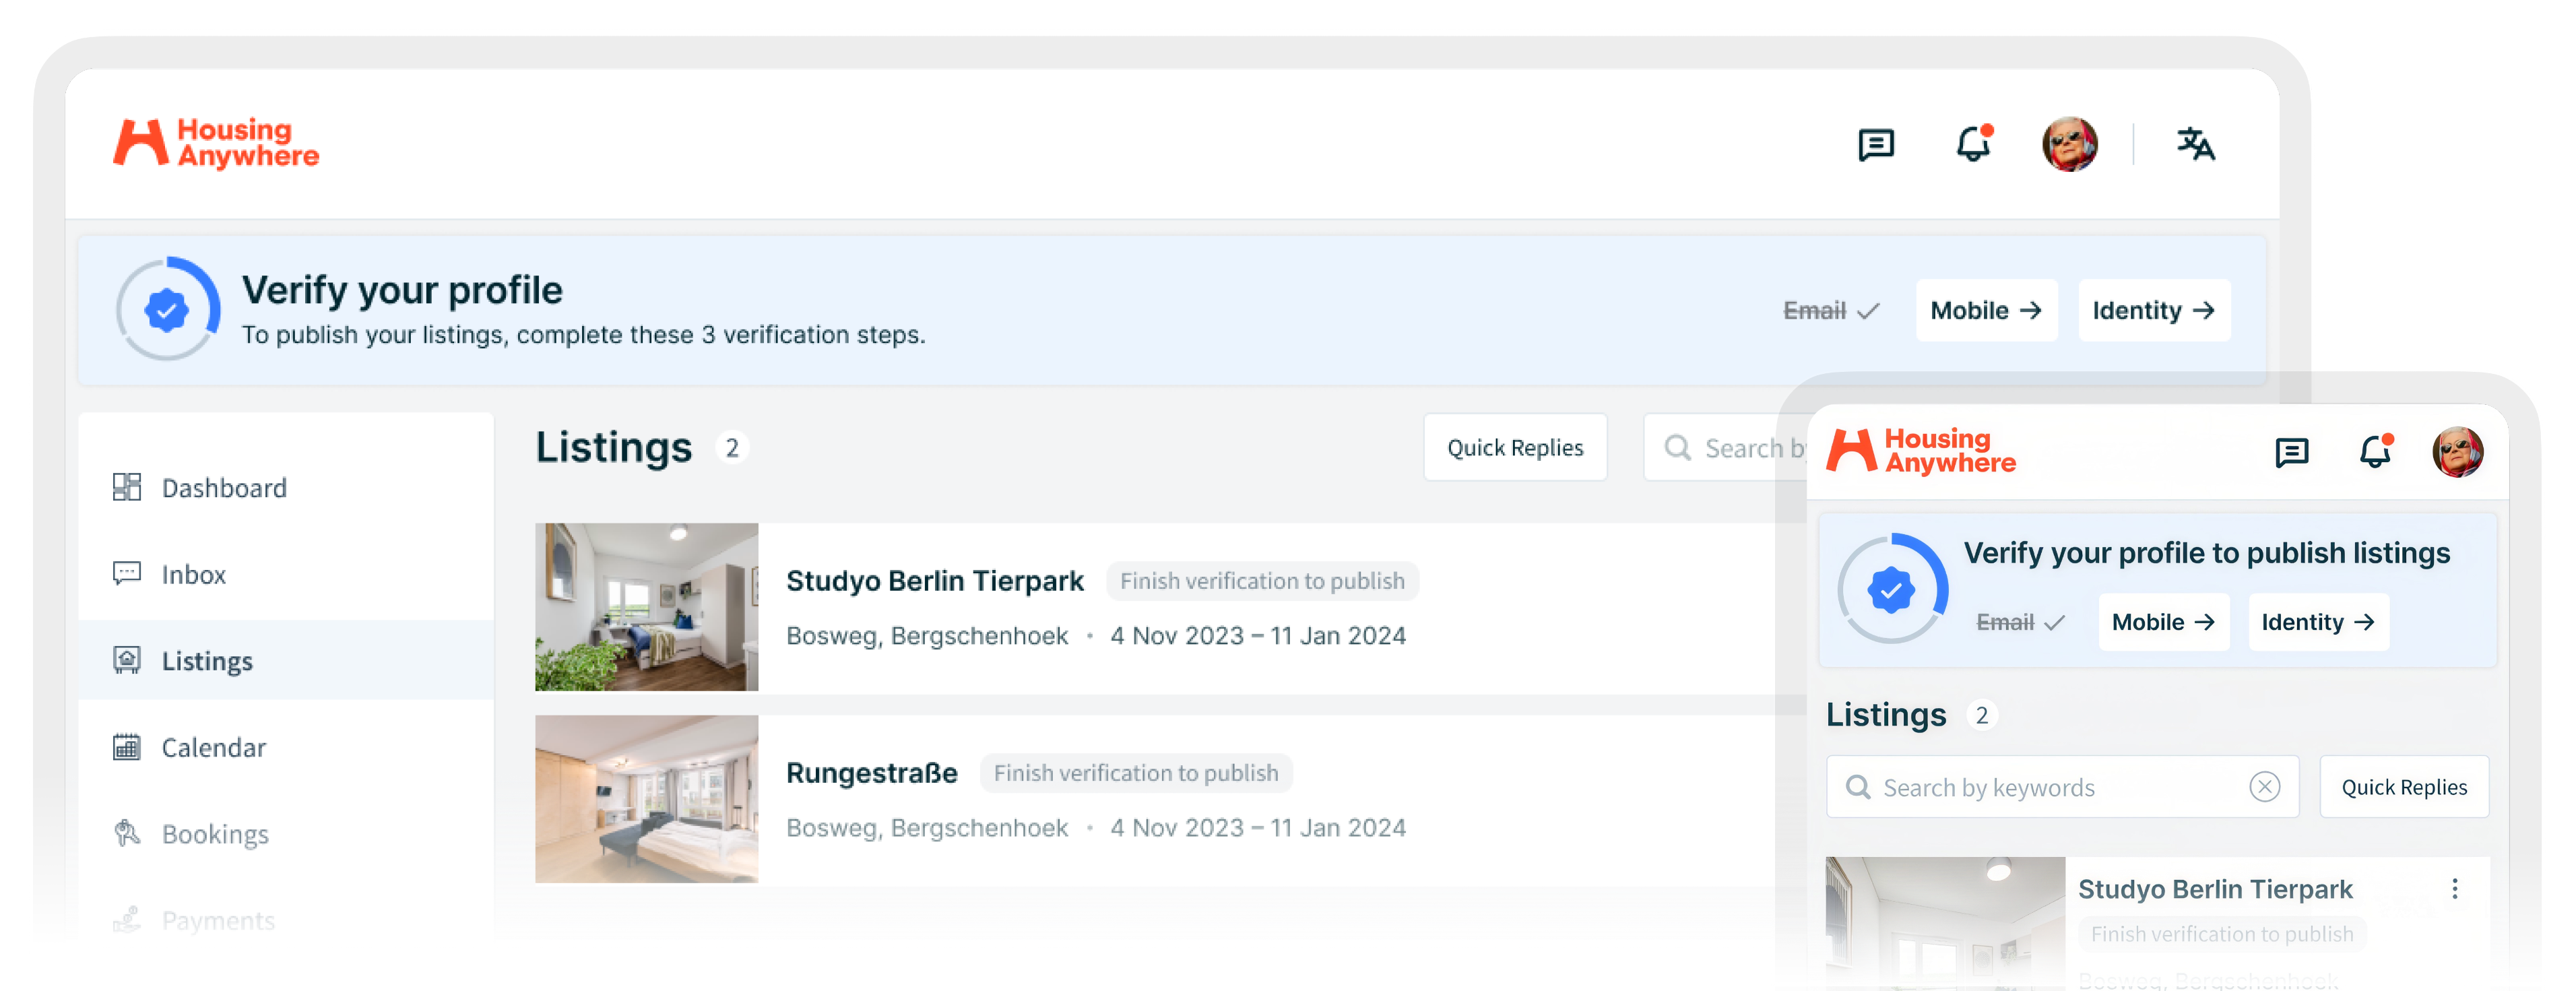 Housing
Anywhere
Verify your profile
To publish your listings, complete these 3 verification steps.
Email
Mobile →
Identity →
Dashboard
Inbox
Listings
Calendar
Bookings
Payments
Listings 2
Quick Replies
Search by
Studyo Berlin Tierpark
Finish verification to publish
Bosweg, Bergschenhoek • 4 Nov 2023 – 11 Jan 2024
Rungestraße
Finish verification to publish
Bosweg, Bergschenhoek • 4 Nov 2023 – 11 Jan 2024
Housing
Anywhere
Verify your profile to publish listings
Email
Mobile →
Identity →
Listings 2
Search by keywords
Quick Replies
Studyo Berlin Tierpark
Finish verification to publish
Bosweg, Bergschenhoek